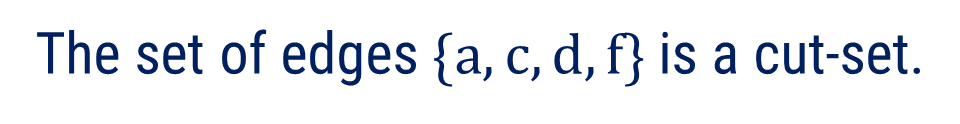 The set of edges {a, c, d, f} is a cut-set.